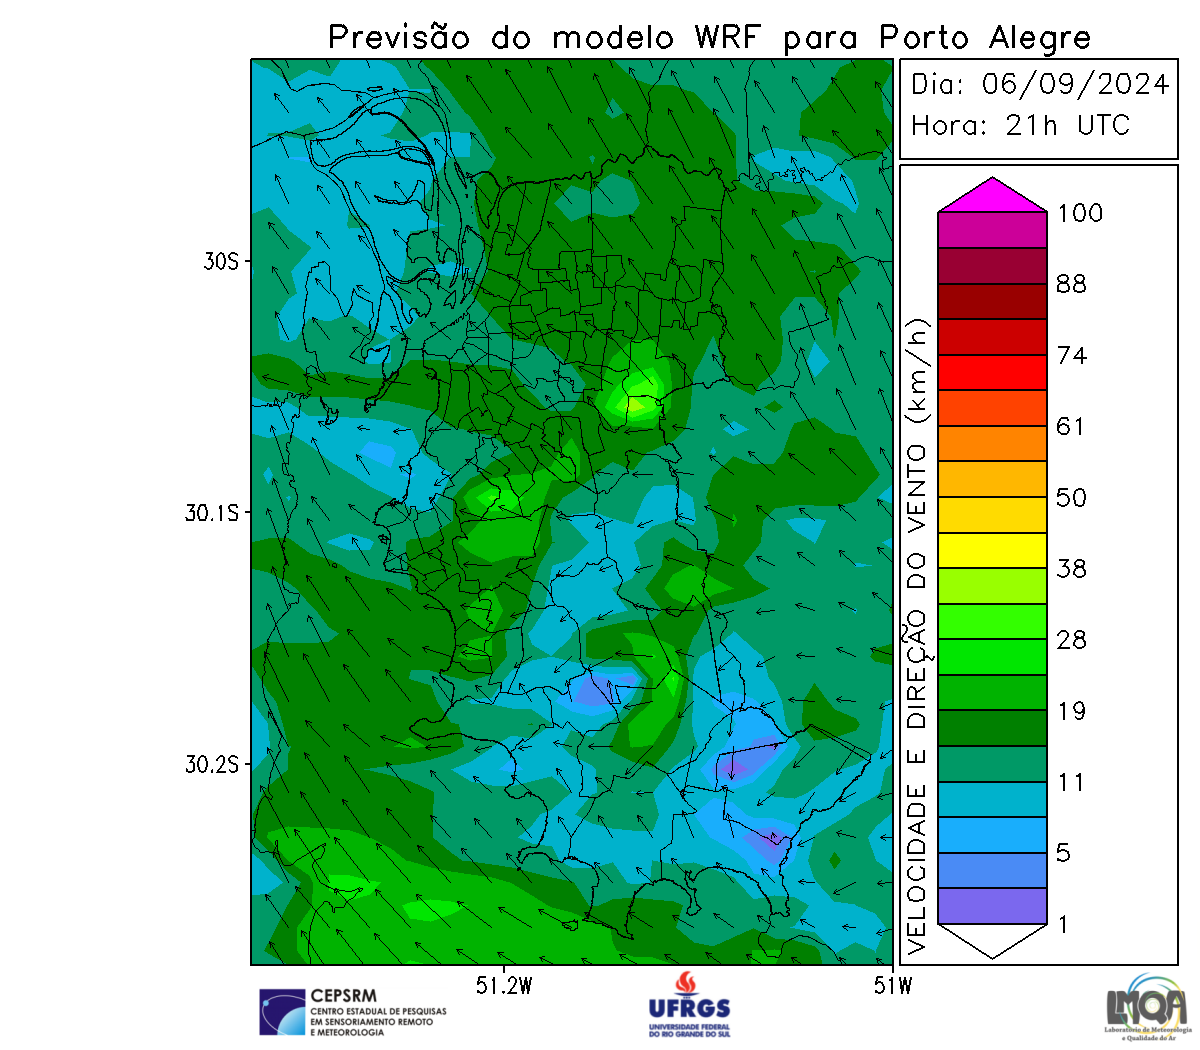 Previsão do modelo WRF para Porto Alegre
Dia: 06/09/2024
Hora: 21h UTC
30S
30.1S
30.2S
51.2W
51W
VELOCIDADE E DIREÇÃO DO VENTO (km/h)
100
88
74
61
50
38
28
19
11
5
1
CEPSRM
CENTRO ESTADUAL DE PESQUISAS
EM SENSORIAMENTO REMOTO
E METEOROLOGIA
UFRGS
UNIVERSIDADE FEDERAL
DO RIO GRANDE DO SUL
LMQA
Laboratório de Meteorologia
e Qualidade do Ar